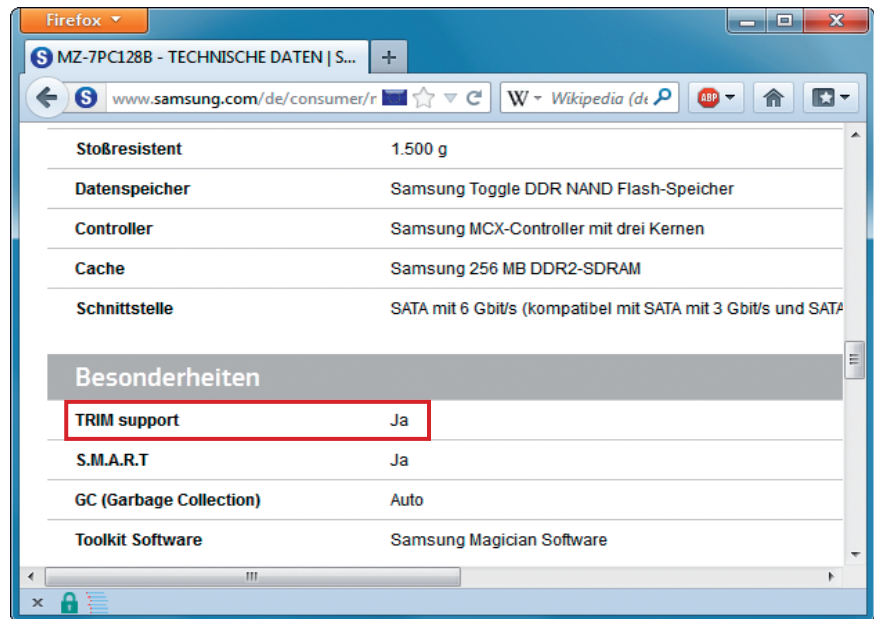 Firefox
MZ-7PC128B - TECHNISCHE DATEN | S...
www.samsung.com/de/consumer/r
W Wikipedia (de
ABP
Stoßresistent 1.500 g
Datenspeicher Samsung Toggle DDR NAND Flash-Speicher
Controller Samsung MCX-Controller mit drei Kernen
Cache Samsung 256 MB DDR2-SDRAM
Schnittstelle SATA mit 6 Gbit/s (kompatibel mit SATA mit 3 Gbit/s und SATA
Besonderheiten
TRIM support Ja
S.M.A.R.T Ja
GC (Garbage Collection) Auto
Toolkit Software Samsung Magician Software